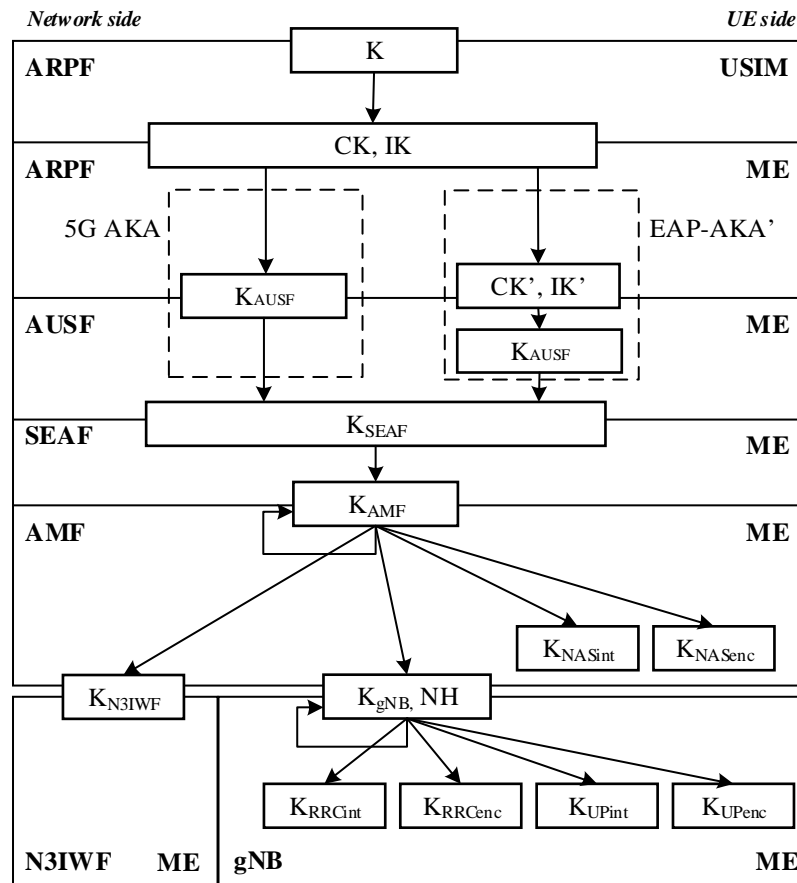 Network side
UE side
K
ARPF
USIM
CK, IK
ARPF
ME
5G AKA
EAP-AKA’
KAUSF
CK’, IK’
AUSF
ME
KAUSF
KSEAF
SEAF
ME
KAMF
AMF
ME
KNASint
KNASenc
KN3IWF
KgNB, NH
KRRCint
KRRCenc
KUPint
KUPenc
N3IWF
ME
gNB
ME